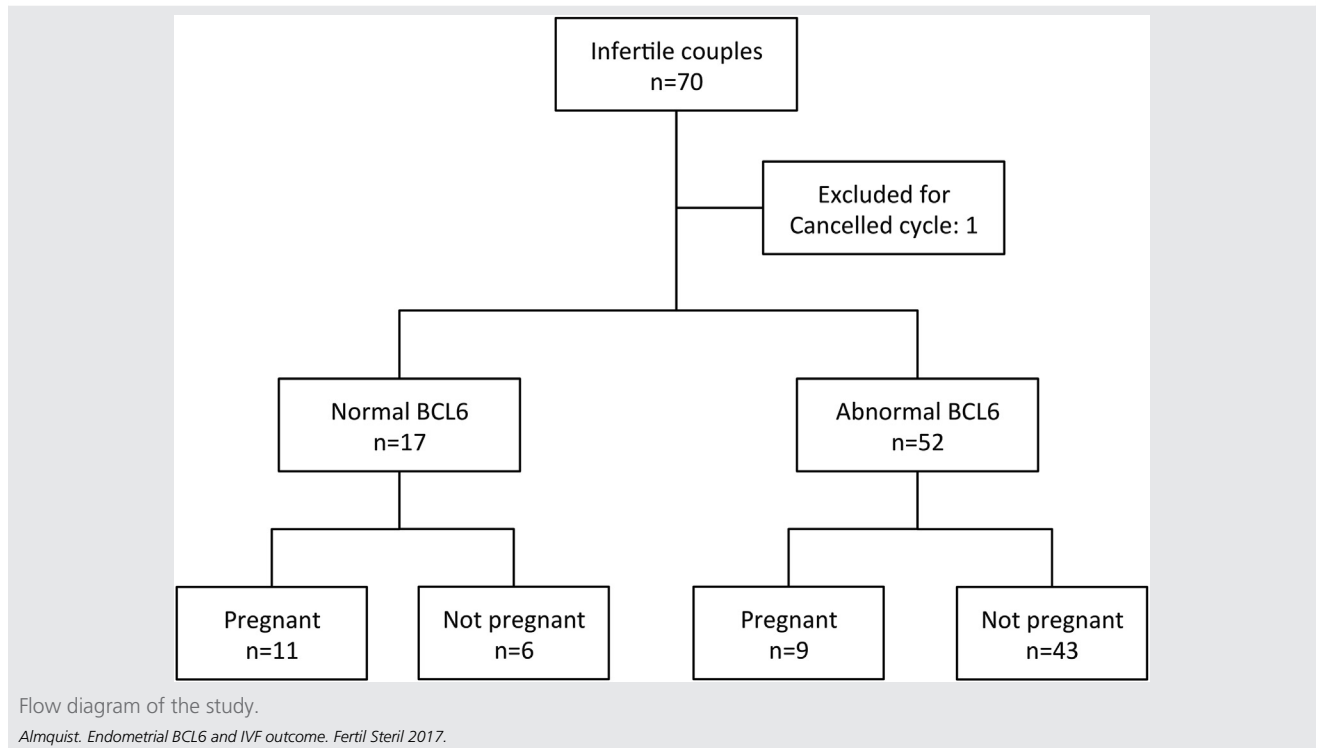 Infertile couples
n=70
Excluded for
Cancelled cycle: 1
Normal BCL6
n=17
Abnormal BCL6
n=52
Pregnant
n=11
Not pregnant
n=6
Pregnant
n=9
Not pregnant
n=43
Flow diagram of the study.
Almquist. Endometrial BCL6 and IVF outcome. Fertil Steril 2017.